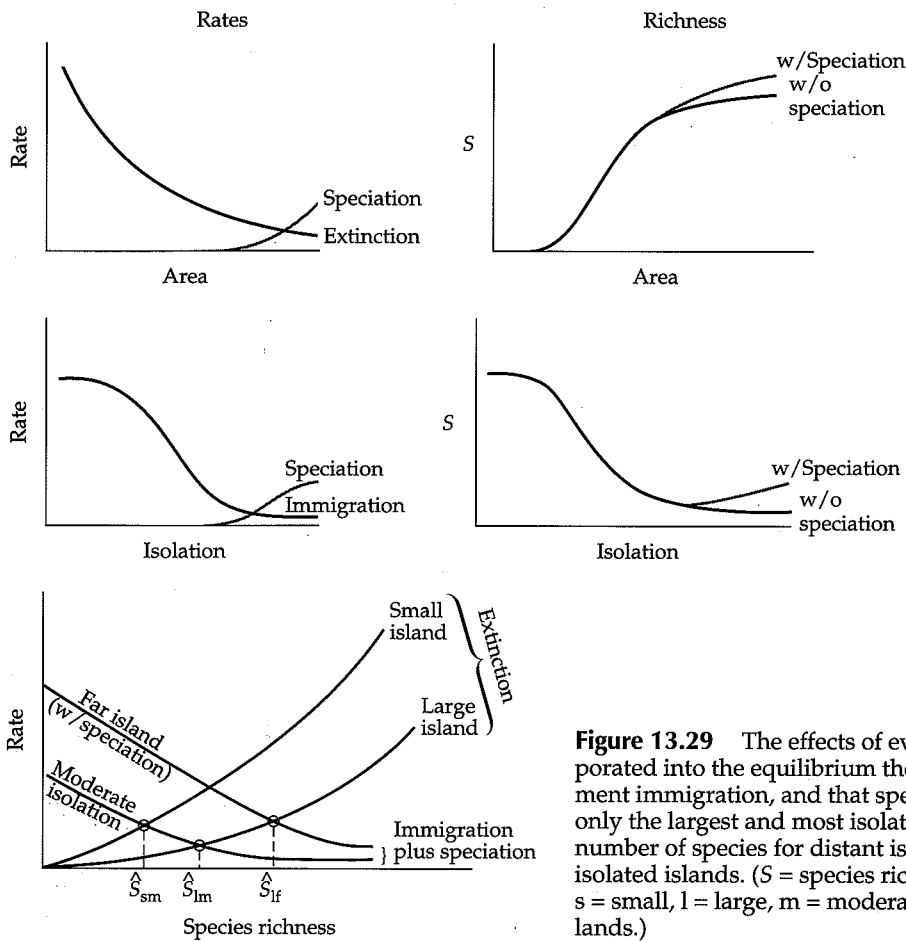 Rates
Richness
Rate
Speciation
Extinction
Area
S
w/Speciation
w/o
speciation
Area
Rate
Speciation
Immigration
Isolation
S
w/Speciation
w/o
speciation
Isolation
Rate
Far island
(w/speciation)
Moderate
isolation
Small
island
Large
island
Extinction
Immigration
plus speciation
Ŝsm
Ŝlm
Ŝlf
Species richness
Figure 13.29 The effects of ev
porated into the equilibrium the
ment immigration, and that spe
only the largest and most isolat
number of species for distant is
isolated islands. (S = species ric
s = small, l = large, m = modera
lands.)